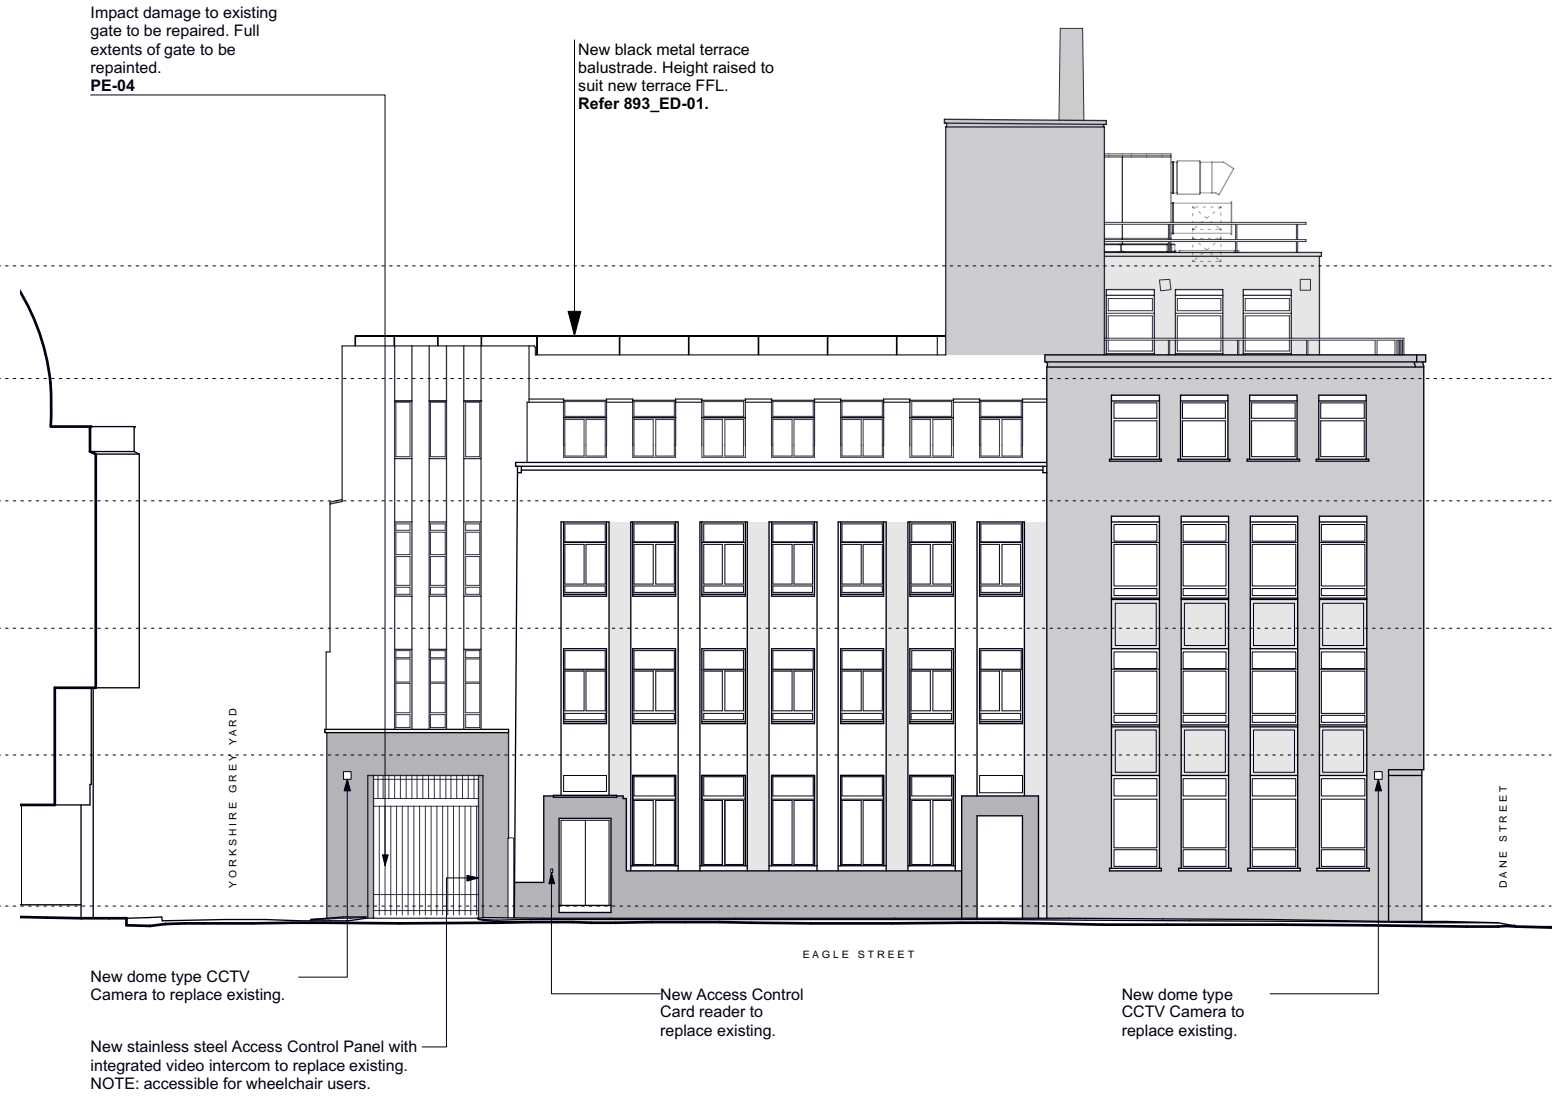 Impact damage to existing
gate to be repaired. Full
extents of gate to be
repainted.
PE-04
New black metal terrace
balustrade. Height raised to
suit new terrace FFL.
Refer 893_ED-01.
YORKSHIRE GREY YARD
DANE STREET
EAGLE STREET
New dome type CCTV
Camera to replace existing.
New Access Control
Card reader to
replace existing.
New dome type
CCTV Camera to
replace existing.
New stainless steel Access Control Panel with
integrated video intercom to replace existing.
NOTE: accessible for wheelchair users.